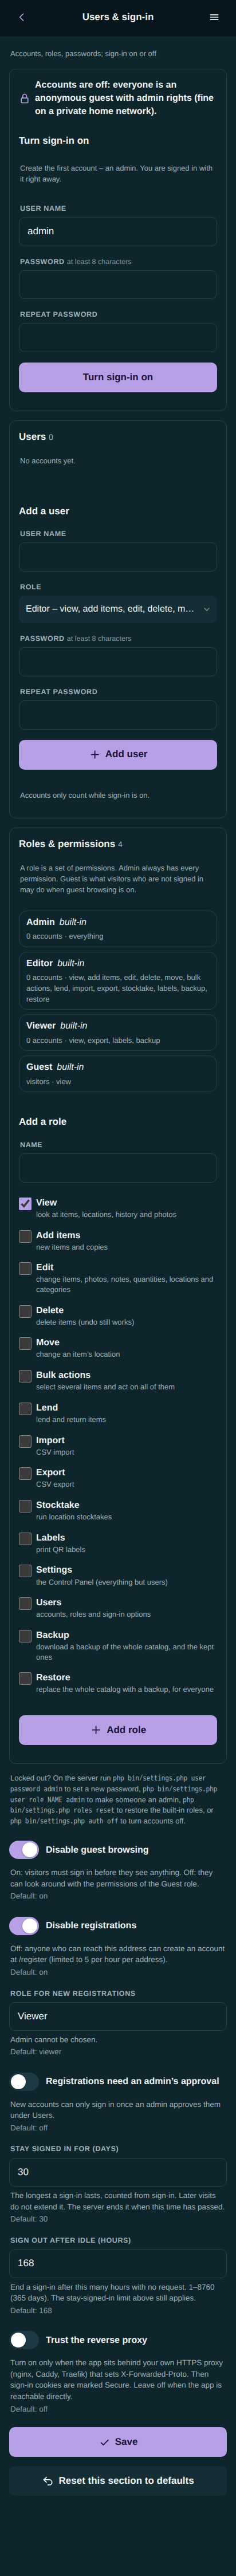 Users & sign-in
Accounts, roles, passwords; sign-in on or off
Accounts are off: everyone is an
anonymous guest with admin rights (fine
on a private home network).
Turn sign-in on
Create the first account – an admin. You are signed in with
it right away.
USER NAME
admin
PASSWORD at least 8 characters
REPEAT PASSWORD
Turn sign-in on
Users 0
No accounts yet.
Add a user
USER NAME
ROLE
Editor – view, add items, edit, delete, m...
PASSWORD at least 8 characters
REPEAT PASSWORD
Add user
Accounts only count while sign-in is on.
Roles & permissions 4
A role is a set of permissions. Admin always has every
permission. Guest is what visitors who are not signed in
may do when guest browsing is on.
Admin built-in
0 accounts · everything
Editor built-in
0 accounts · view, add items, edit, delete, move, bulk
actions, lend, import, export, stocktake, labels, backup,
restore
Viewer built-in
0 accounts · view, export, labels, backup
Guest built-in
visitors · view
Add a role
NAME
View
look at items, locations, history and photos
Add items
new items and copies
Edit
change items, photos, notes, quantities, locations and
categories
Delete
delete items (undo still works)
Move
change an item's location
Bulk actions
select several items and act on all of them
Lend
lend and return items
Import
CSV import
Export
CSV export
Stocktake
run location stocktakes
Labels
print QR labels
Settings
the Control Panel (everything but users)
Users
accounts, roles and sign-in options
Backup
download a backup of the whole catalog, and the kept
ones
Restore
replace the whole catalog with a backup, for everyone
Add role
Locked out? On the server run php bin/settings.php user
password admin to set a new password, php bin/settings.php
user role NAME admin to make someone an admin, php
bin/settings.php roles reset to restore the built-in roles, or
php bin/settings.php auth off to turn accounts off.
Disable guest browsing
On: visitors must sign in before they see anything. Off: they
can look around with the permissions of the Guest role.
Default: on
Disable registrations
Off: anyone who can reach this address can create an account
at /register (limited to 5 per hour per address).
Default: on
ROLE FOR NEW REGISTRATIONS
Viewer
Admin cannot be chosen.
Default: viewer
Registrations need an admin's approval
New accounts can only sign in once an admin approves them
under Users.
Default: off
STAY SIGNED IN FOR (DAYS)
30
The longest a sign-in lasts, counted from sign-in. Later visits
do not extend it. The server ends it when this time has passed.
Default: 30
SIGN OUT AFTER IDLE (HOURS)
168
End a sign-in after this many hours with no request. 1–8760
(365 days). The stay-signed-in limit above still applies.
Default: 168
Trust the reverse proxy
Turn on only when the app sits behind your own HTTPS proxy
(nginx, Caddy, Traefik) that sets X-Forwarded-Proto. Then
sign-in cookies are marked Secure. Leave off when the app is
reachable directly.
Default: off
Save
Reset this section to defaults